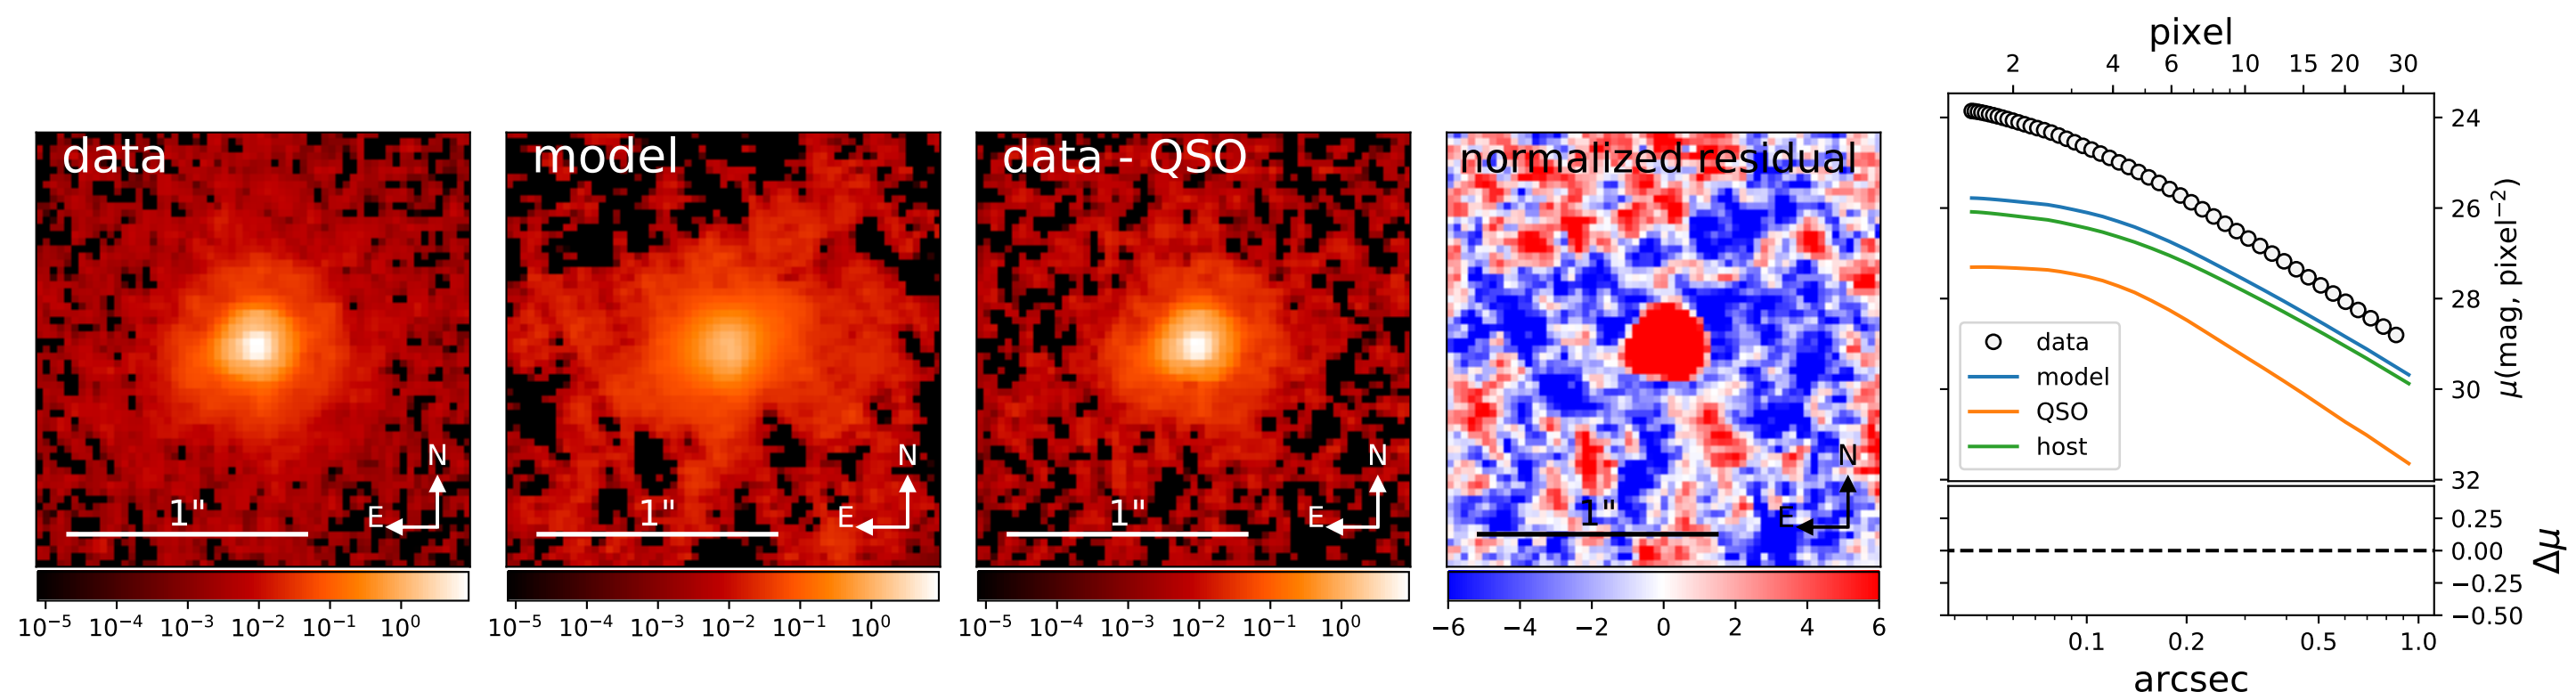 data
N
E
1"
10⁻⁵ 10⁻⁴ 10⁻³ 10⁻² 10⁻¹ 10⁰
model
N
E
1"
10⁻⁵ 10⁻⁴ 10⁻³ 10⁻² 10⁻¹ 10⁰
data - QSO
N
E
1"
10⁻⁵ 10⁻⁴ 10⁻³ 10⁻² 10⁻¹ 10⁰
normalized residual
N
E
1"
−6 −4 −2 0 2 4 6
pixel
2 4 6 10 15 20 30
24
26
28
30
32
μ(mag, pixel⁻²)
data
model
QSO
host
0.25
0.00
−0.25
−0.50
Δμ
0.1 0.2 0.5 1.0
arcsec